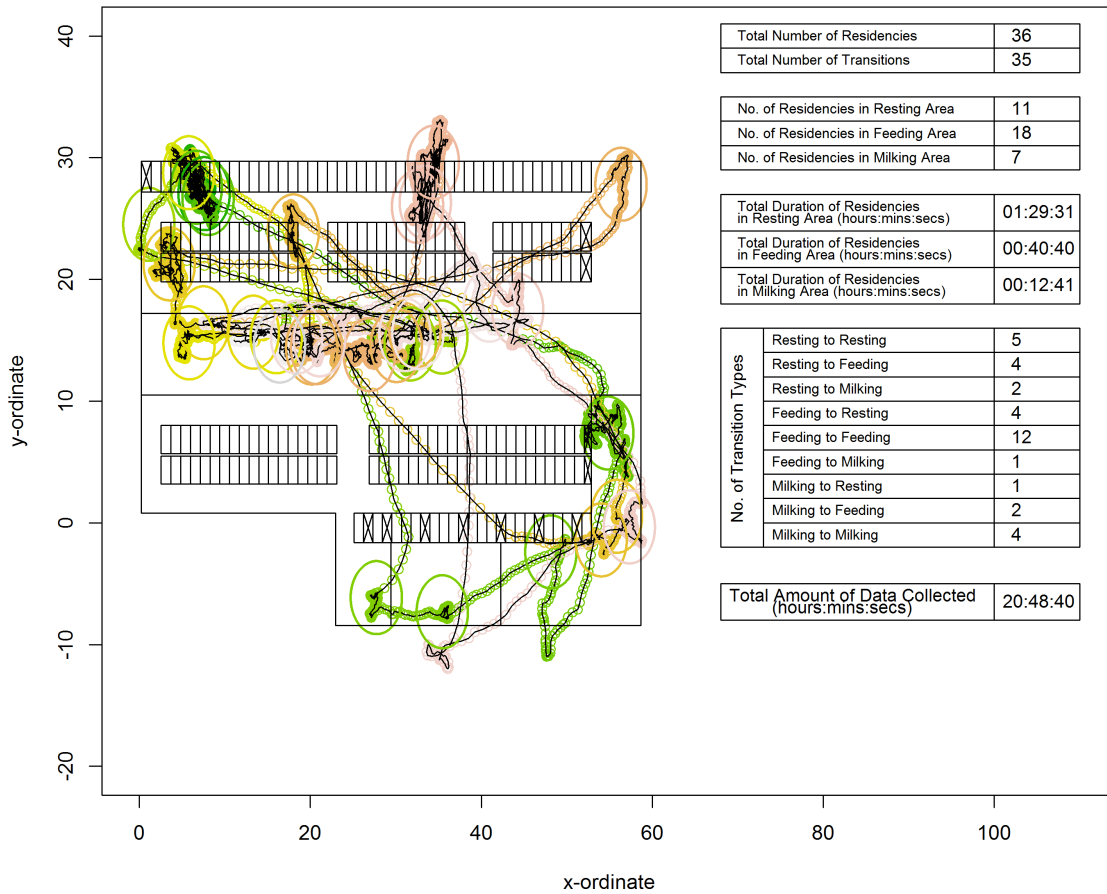 40
30
20
10
0
-10
-20
y-ordinate
0 20 40 60 80 100
x-ordinate
Total Number of Residencies 36
Total Number of Transitions 35
No. of Residencies in Resting Area 11
No. of Residencies in Feeding Area 18
No. of Residencies in Milking Area 7
Total Duration of Residencies
in Resting Area (hours:mins:secs) 01:29:31
Total Duration of Residencies
in Feeding Area (hours:mins:secs) 00:40:40
Total Duration of Residencies
in Milking Area (hours:mins:secs) 00:12:41
No. of Transition Types
Resting to Resting 5
Resting to Feeding 4
Resting to Milking 2
Feeding to Resting 4
Feeding to Feeding 12
Feeding to Milking 1
Milking to Resting 1
Milking to Feeding 2
Milking to Milking 4
Total Amount of Data Collected
(hours:mins:secs) 20:48:40